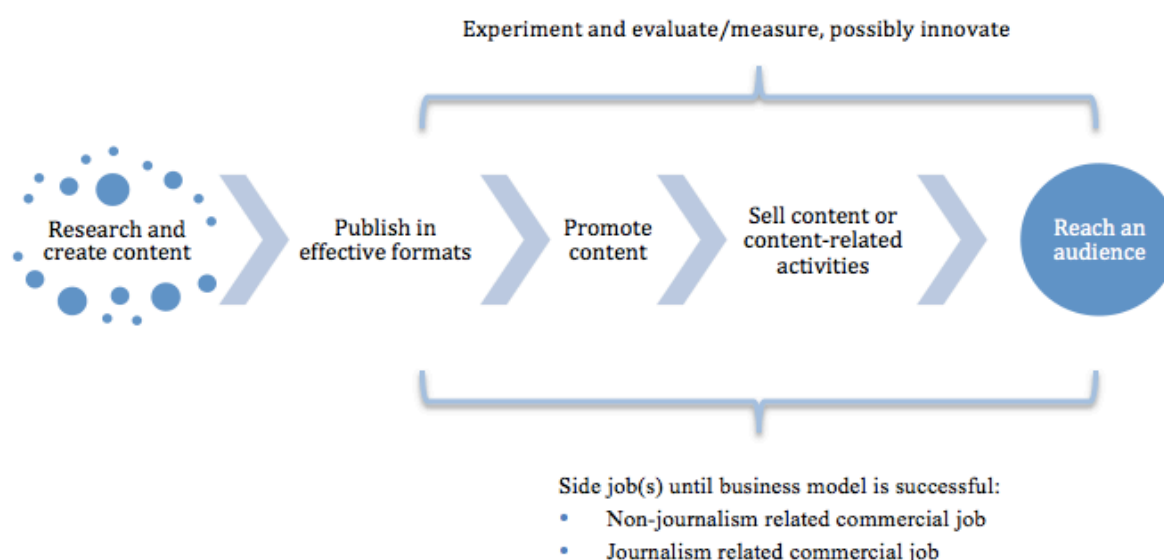 Experiment and evaluate/measure, possibly innovate
Research and
create content
Publish in
effective formats
Promote
content
Sell content or
content-related
activities
Reach an
audience
Side job(s) until business model is successful:
• Non-journalism related commercial job
• Journalism related commercial job